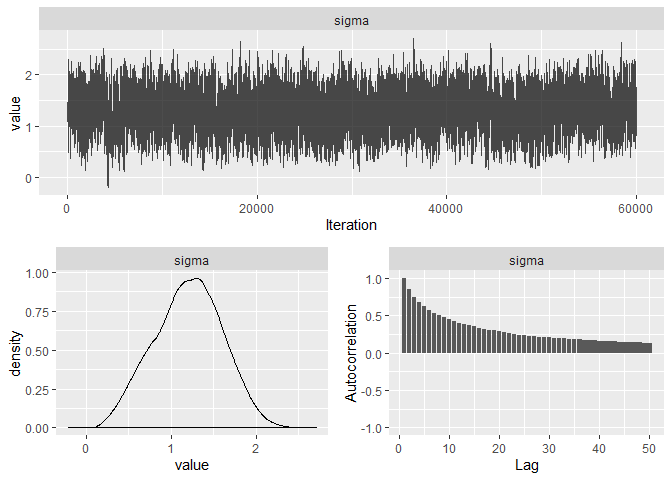 sigma
value
2
1
0
0
20000
40000
60000
Iteration
sigma
density
1.00
0.75
0.50
0.25
0.00
0
1
2
value
sigma
Autocorrelation
1.0
0.5
0.0
-0.5
-1.0
0
10
20
30
40
50
Lag